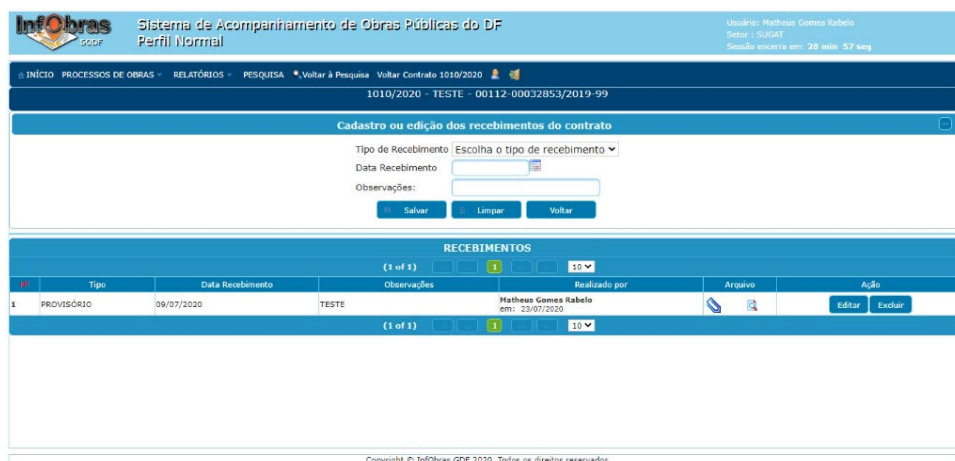 InfObras
GDF
Sistema de Acompanhamento de Obras Públicas do DF
Perfil Normal
Usuário: Matheus Gomes Rabelo
Setor : SUGAT
Sessão encerra em: 28 min 57 seg
INÍCIO PROCESSOS DE OBRAS RELATÓRIOS PESQUISA Voltar à Pesquisa Voltar Contrato 1010/2020
1010/2020 - TESTE - 00112-00032853/2019-99
Cadastro ou edição dos recebimentos do contrato
Tipo de Recebimento Escolha o tipo de recebimento
Data Recebimento
Observações:
Salvar Limpar Voltar
RECEBIMENTOS
(1 of 1) 1 10
Nº Tipo Data Recebimento Observações Realizado por Arquivo Ação
1 PROVISÓRIO 09/07/2020 TESTE Matheus Gomes Rabelo
em: 23/07/2020
Editar Excluir
(1 of 1) 1 10
Copyright © InfObras GDF 2020. Todos os direitos reservados